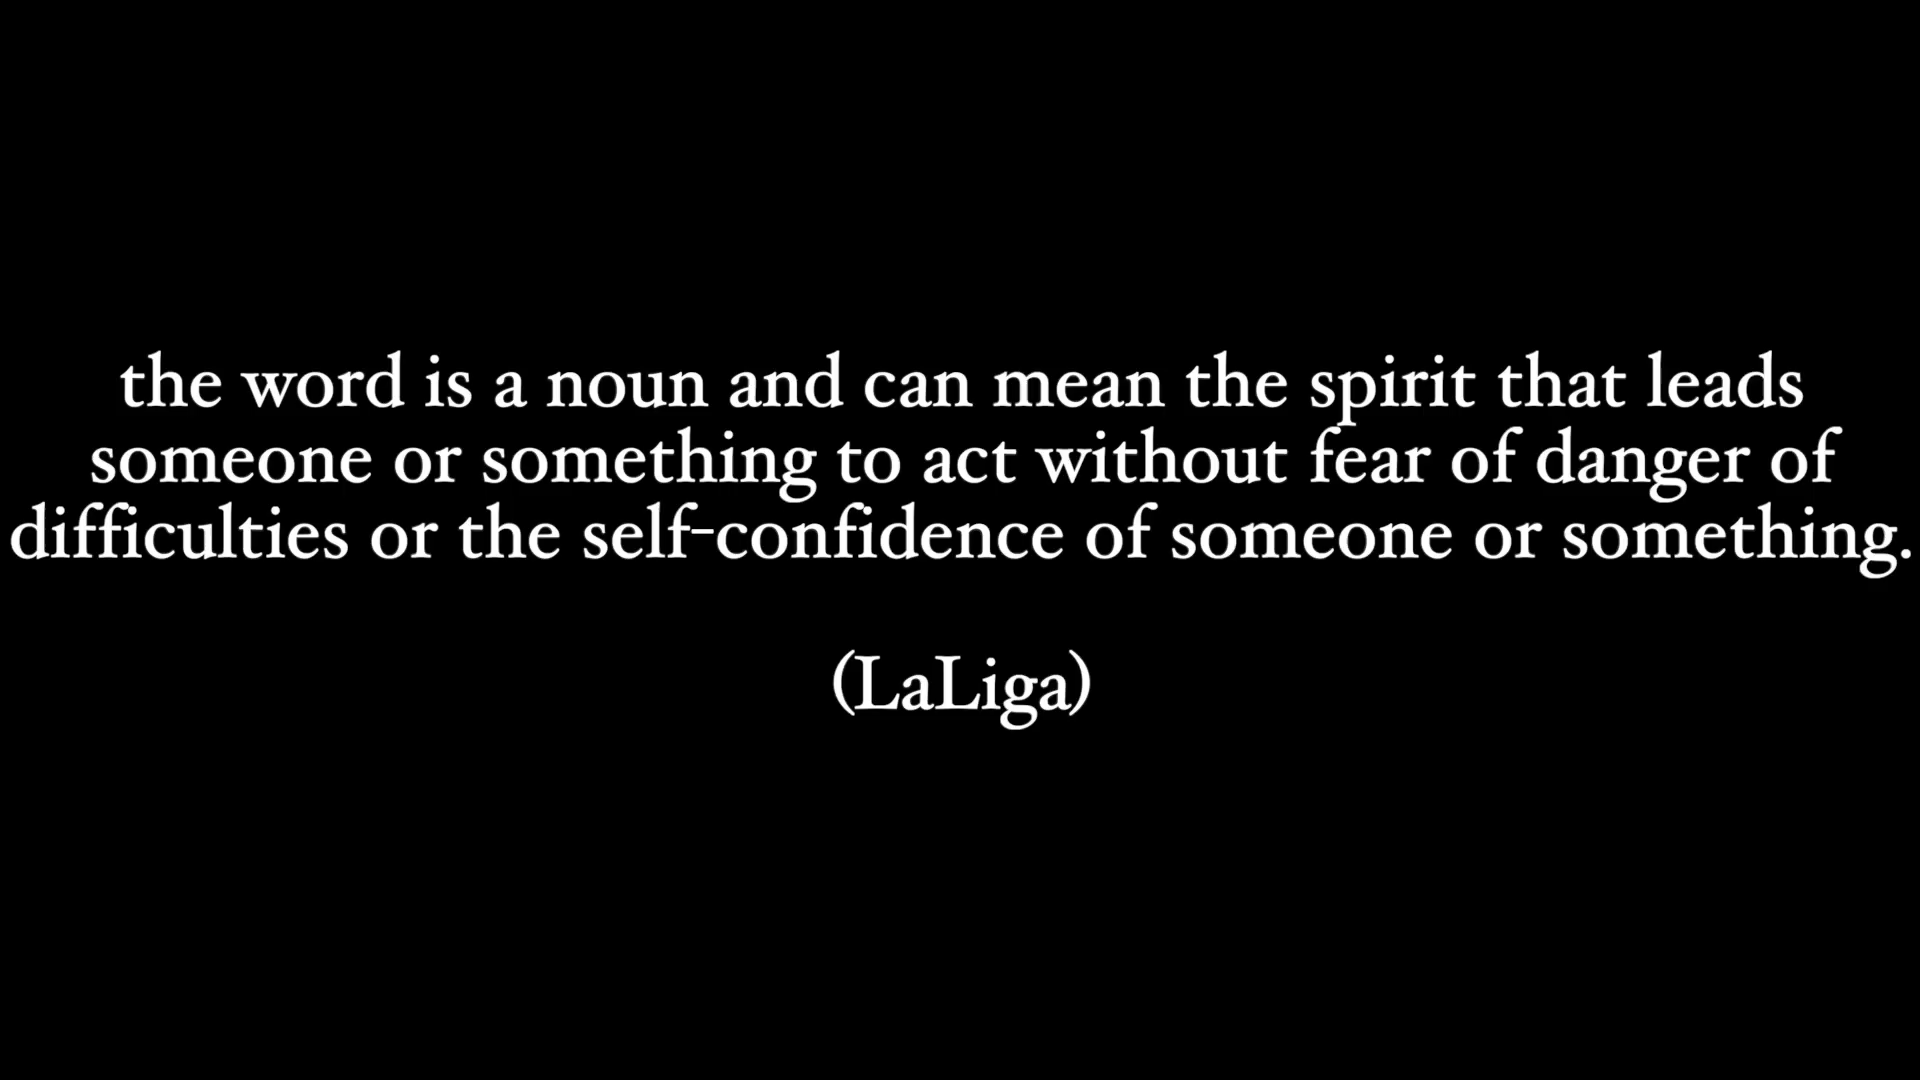 the word is a noun and can mean the spirit that leads
someone or something to act without fear of danger of
difficulties or the self-confidence of someone or something.
(LaLiga)